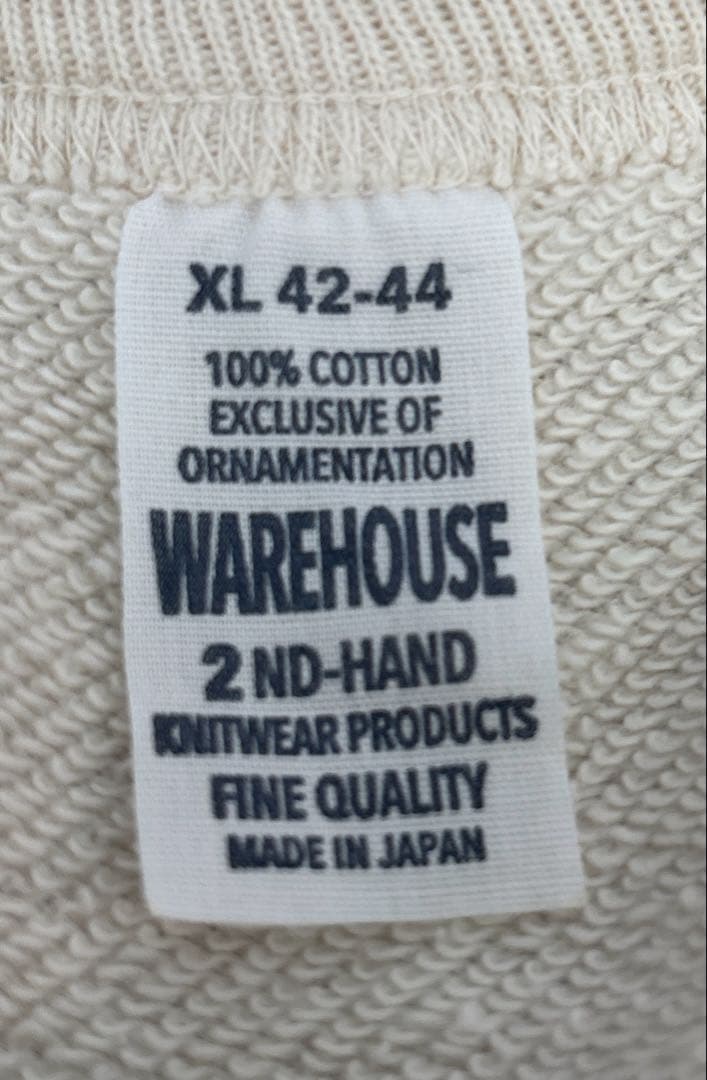 XL 42-44
100% COTTON
EXCLUSIVE OF
ORNAMENTATION
WAREHOUSE
2 ND-HAND
KNITWEAR PRODUCTS
FINE QUALITY
MADE IN JAPAN